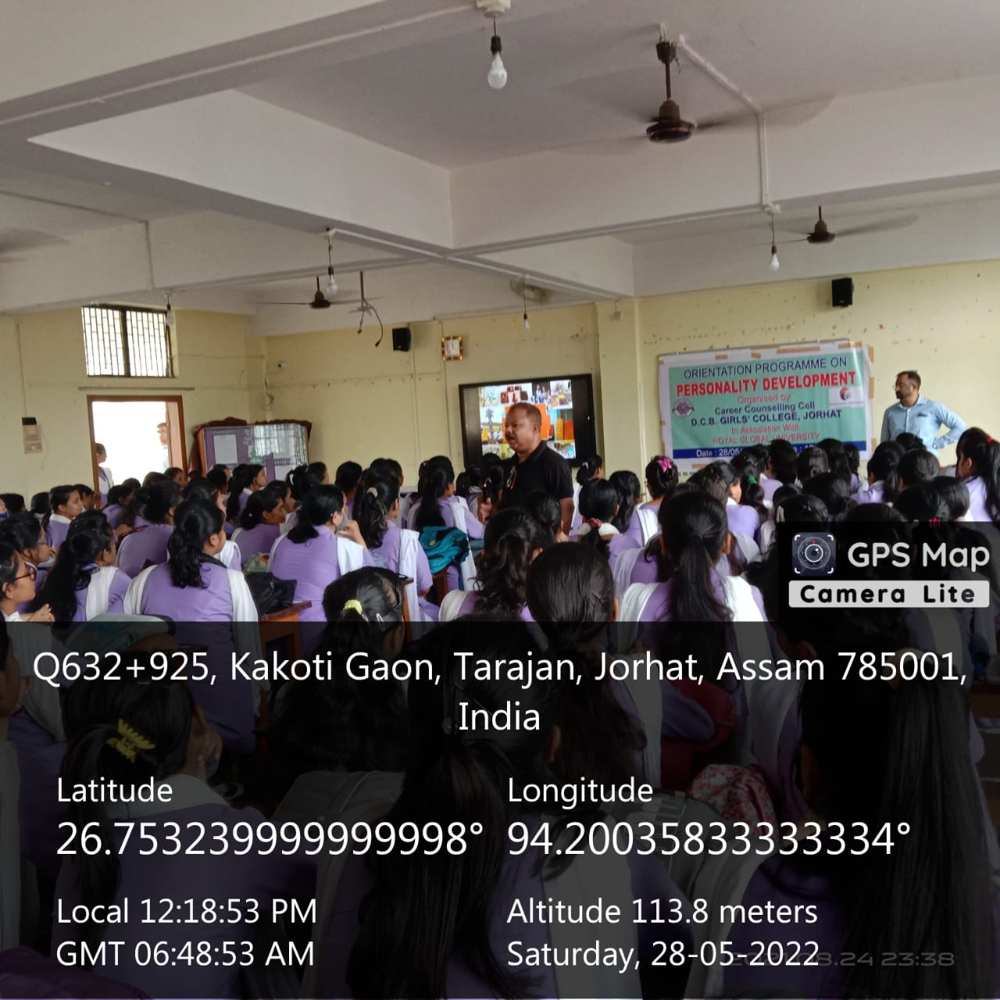 ORIENTATION PROGRAMME ON
PERSONALITY DEVELOPMENT
Organised by
Career Counselling Cell
D.C.B. GIRLS' COLLEGE, JORHAT
In Association With
ROYAL GLOBAL UNIVERSITY
Date : 28/05
GPS Map
Camera Lite
Q632+925, Kakoti Gaon, Tarajan, Jorhat, Assam 785001,
India
Latitude
26.753239999999998°
Longitude
94.20035833333334°
Local 12:18:53 PM
GMT 06:48:53 AM
Altitude 113.8 meters
Saturday, 28-05-2022
8.24 23:38